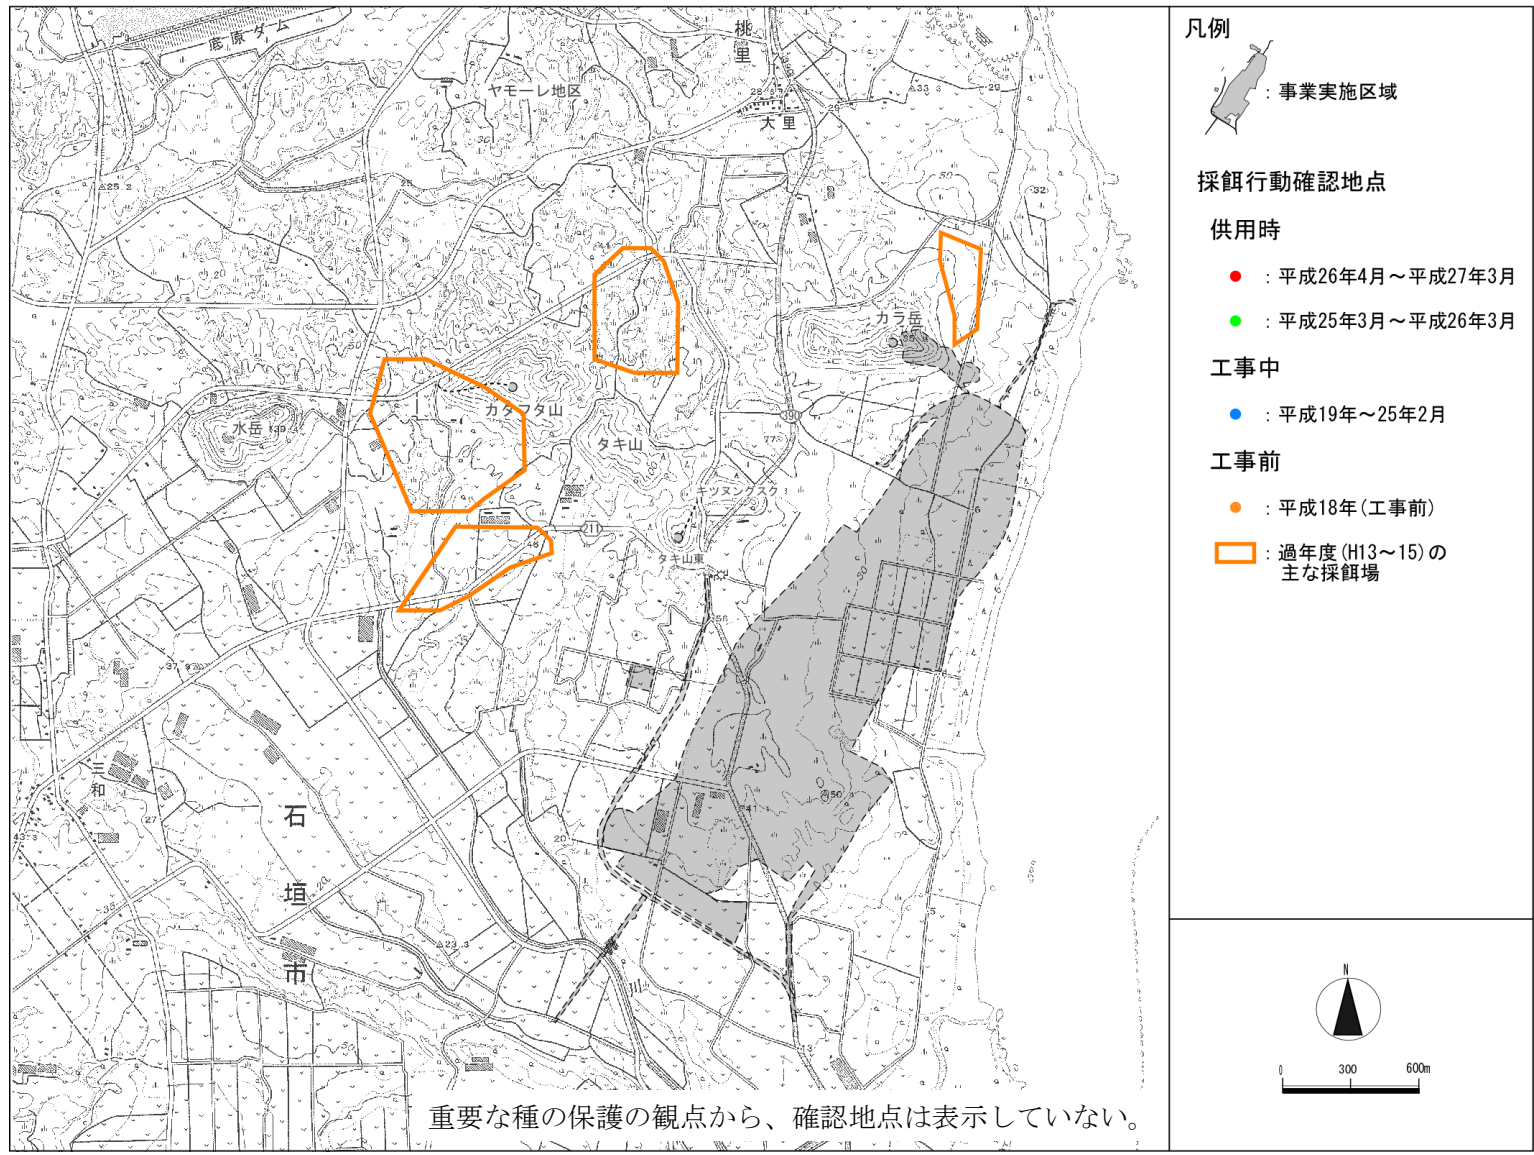 底原ダム
桃里
ヤモーレ地区
大里
カラ岳
カタフタ山
水岳
タキ山
キツヌングスク
390
211
タキ山東
三和
石垣市
重要な種の保護の観点から、確認地点は表示していない。
凡例
：事業実施区域
採餌行動確認地点
供用時
：平成26年4月～平成27年3月
：平成25年3月～平成26年3月
工事中
：平成19年～25年2月
工事前
：平成18年(工事前)
：過年度(H13～15)の
主な採餌場
N
0 300 600m